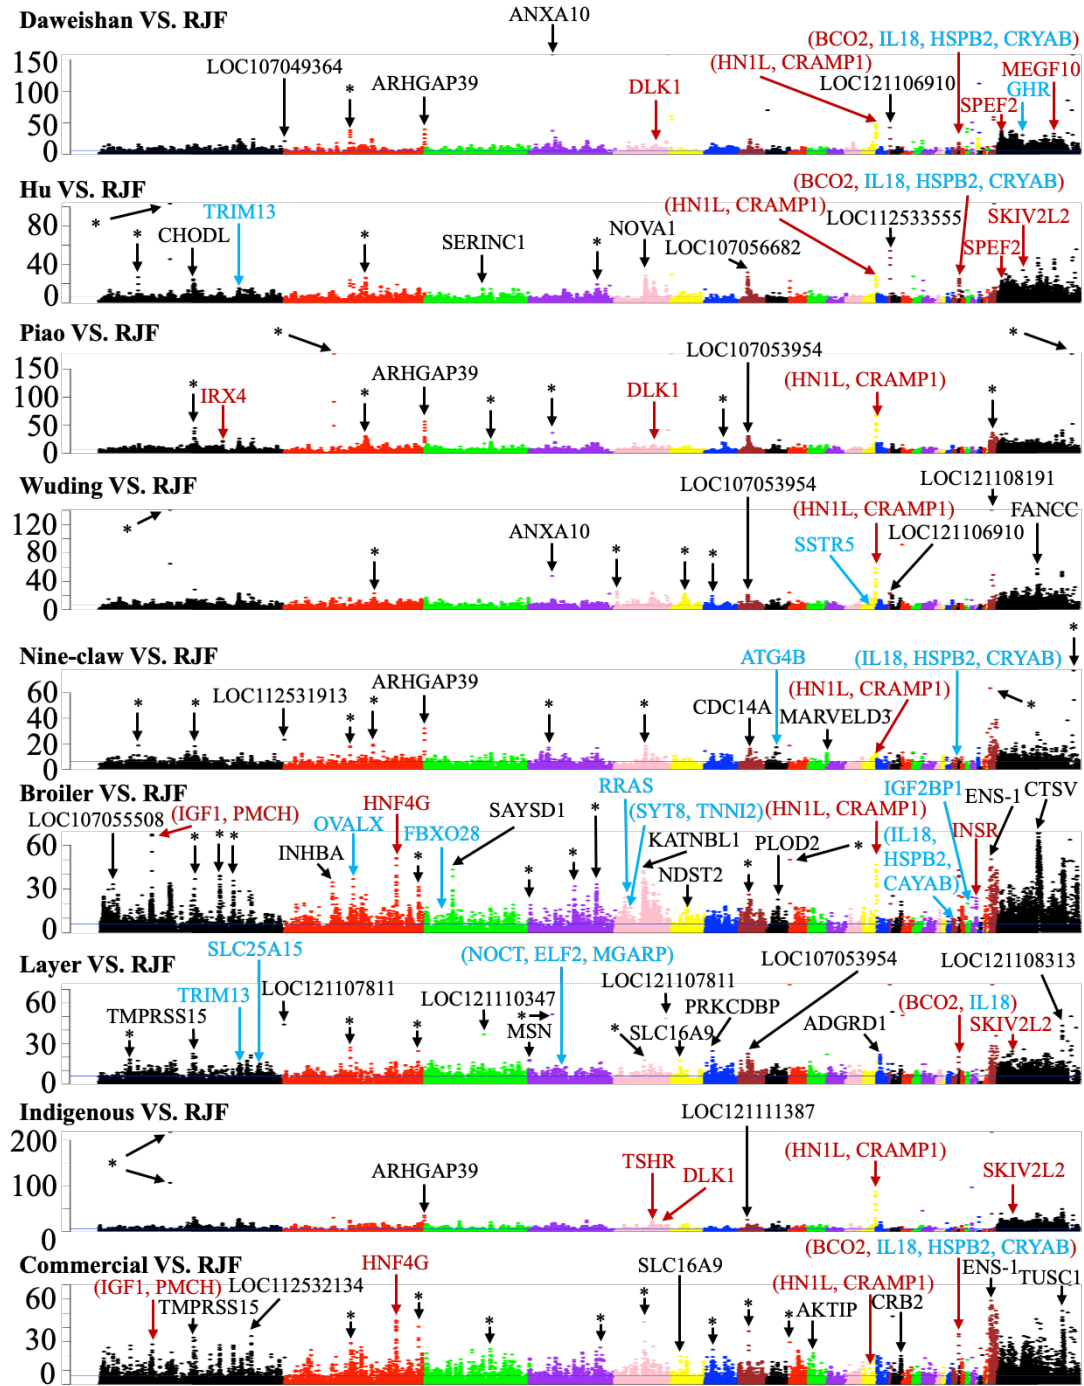 Daweishan VS. RJF
ANXA10
(BCO2, IL18, HSPB2, CRYAB)
(HN1L, CRAMP1)
LOC107049364
*
ARHGAP39
DLK1
LOC121106910
MEGF10
GHR
SPEF2
150
100
50
0
Hu VS. RJF
(BCO2, IL18, HSPB2, CRYAB)
*
TRIM13
(HN1L, CRAMP1)
LOC112533555
SKIV2L2
*
CHODL
*
SERINC1
*
NOVA1
LOC107056682
SPEF2
80
40
0
Piao VS. RJF
*
*
LOC107053954
*
IRX4
*
ARHGAP39
*
*
DLK1
*
(HN1L, CRAMP1)
*
150
100
50
0
Wuding VS. RJF
LOC107053954
LOC121108191
*
(HN1L, CRAMP1)
FANCC
*
ANXA10
*
*
*
SSTR5
LOC121106910
120
80
40
0
Nine-claw VS. RJF
*
ATG4B
(IL18, HSPB2, CRYAB)
*
*
LOC112531913
*
*
ARHGAP39
*
*
CDC14A
(HN1L, CRAMP1)
MARVELD3
*
60
40
20
0
Broiler VS. RJF
LOC107055508
(IGF1, PMCH)
*
*
*
INHBA
OVALX
HNF4G
*
FBXO28
SAYSD1
*
*
*
RRAS
(SYT8, TNNI2)
KATNBL1
NDST2
*
PLOD2
(HN1L, CRAMP1)
*
IGF2BP1
(IL18,
HSPB2,
CAYAB)
INSR
ENS-1
CTSV
60
30
0
Layer VS. RJF
SLC25A15
(NOCT, ELF2, MGARP)
LOC107053954
LOC121108313
*
TMPRSS15
TRIM13
LOC121107811
*
*
LOC121110347
*
MSN
LOC121107811
*
SLC16A9
PRKCDBP
ADGRD1
(BCO2, IL18)
SKIV2L2
60
30
0
Indigenous VS. RJF
LOC121111387
*
ARHGAP39
TSHR
DLK1
(HN1L, CRAMP1)
SKIV2L2
200
100
0
Commercial VS. RJF
(BCO2, IL18, HSPB2, CRYAB)
(IGF1, PMCH)
TMPRSS15
LOC112532134
*
HNF4G
*
*
*
*
SLC16A9
*
*
*
AKTIP
(HN1L, CRAMP1)
CRB2
ENS-1
TUSC1
60
30
0